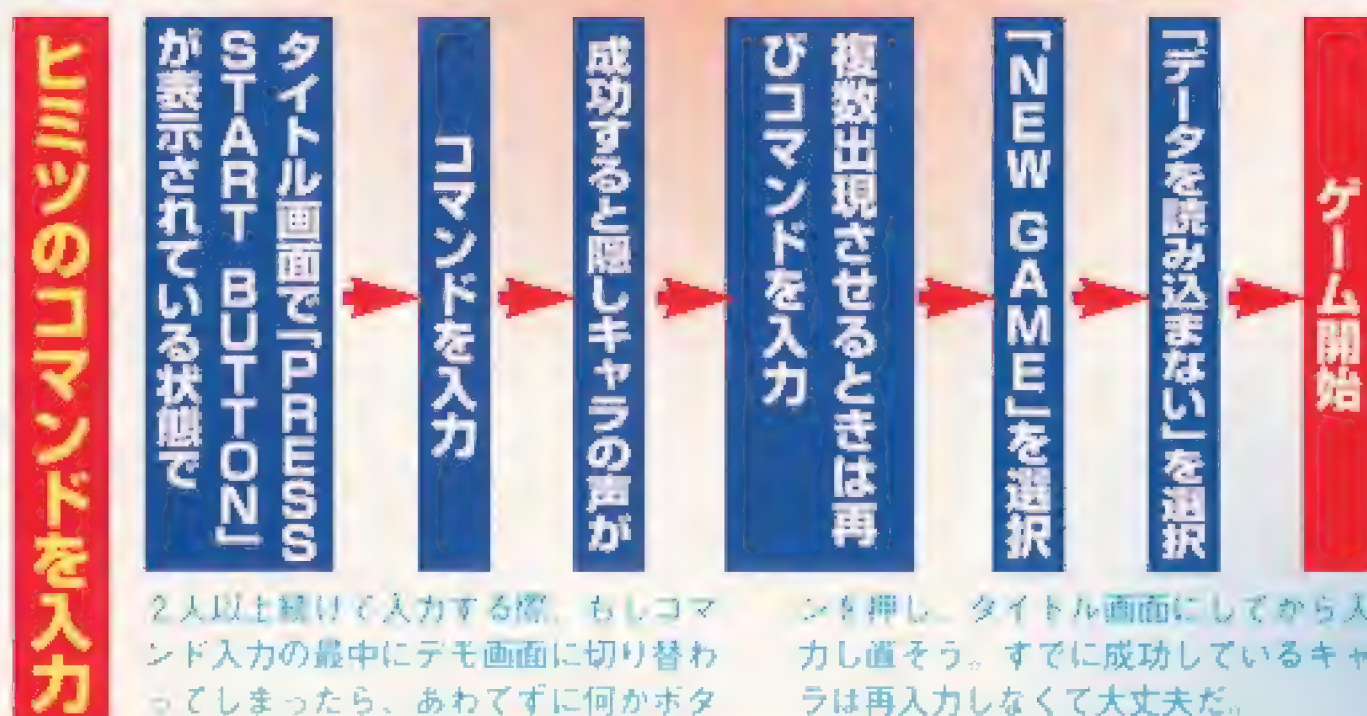 ヒミツのコマンドを入力
タイトル画面で「PRESS
START BUTTON」
が表示されている状態で
コマンドを入力
成功すると隠しキャラの声が
複数出現させるときは再
びコマンドを入力
「NEW GAME」を選択
「データを読み込まない」を選択
ゲーム開始
2人以上続けて入力する際、もしコマ
ンド入力の最中にデモ画面に切り替わ
ってしまったら、あわてずに何かボタ
ンを押し、タイトル画面にしてから入
力し直そう。すでに成功しているキャ
ラは再入力しなくて大丈夫だ。